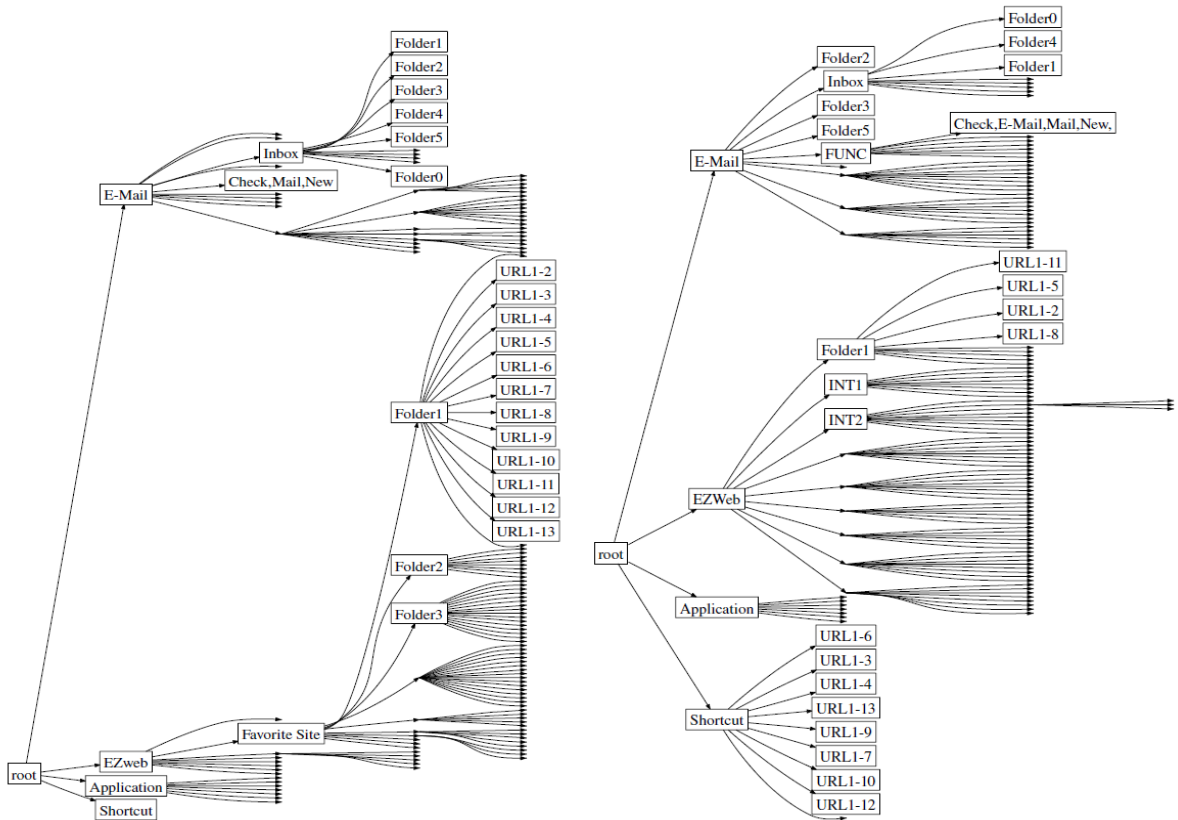 Folder1
Folder2
Folder3
Folder4
Folder5
Inbox
Folder0
Check,Mail,New
E-Mail
URL1-2
URL1-3
URL1-4
URL1-5
URL1-6
URL1-7
URL1-8
URL1-9
URL1-10
URL1-11
URL1-12
URL1-13
Folder1
Folder2
Folder3
Favorite Site
EZweb
root
Application
Shortcut
Folder0
Folder4
Folder1
Folder2
Inbox
Folder3
Folder5
Check,E-Mail,Mail,New,
FUNC
E-Mail
URL1-11
URL1-5
URL1-2
URL1-8
Folder1
INT1
INT2
EZWeb
root
Application
URL1-6
URL1-3
URL1-4
URL1-13
Shortcut
URL1-9
URL1-7
URL1-10
URL1-12